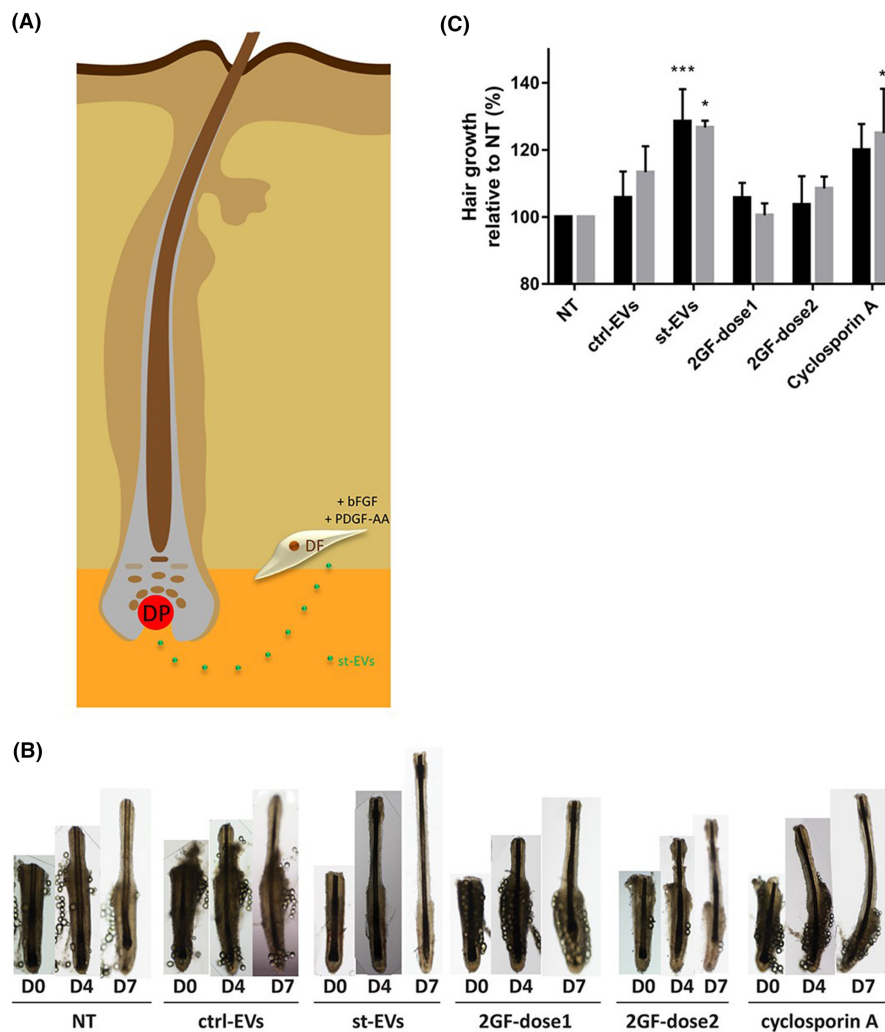 (A)
+ bFGF
+ PDGF-AA
DF
DP
st-EVs
(C)
Hair growth
relative to NT (%)
140
120
100
80
***
*
*
NT
ctrl-EVs
st-EVs
2GF-dose1
2GF-dose2
Cyclosporin A
(B)
D0 D4 D7 D0 D4 D7 D0 D4 D7 D0 D4 D7 D0 D4 D7 D0 D4 D7
NT ctrl-EVs st-EVs 2GF-dose1 2GF-dose2 cyclosporin A